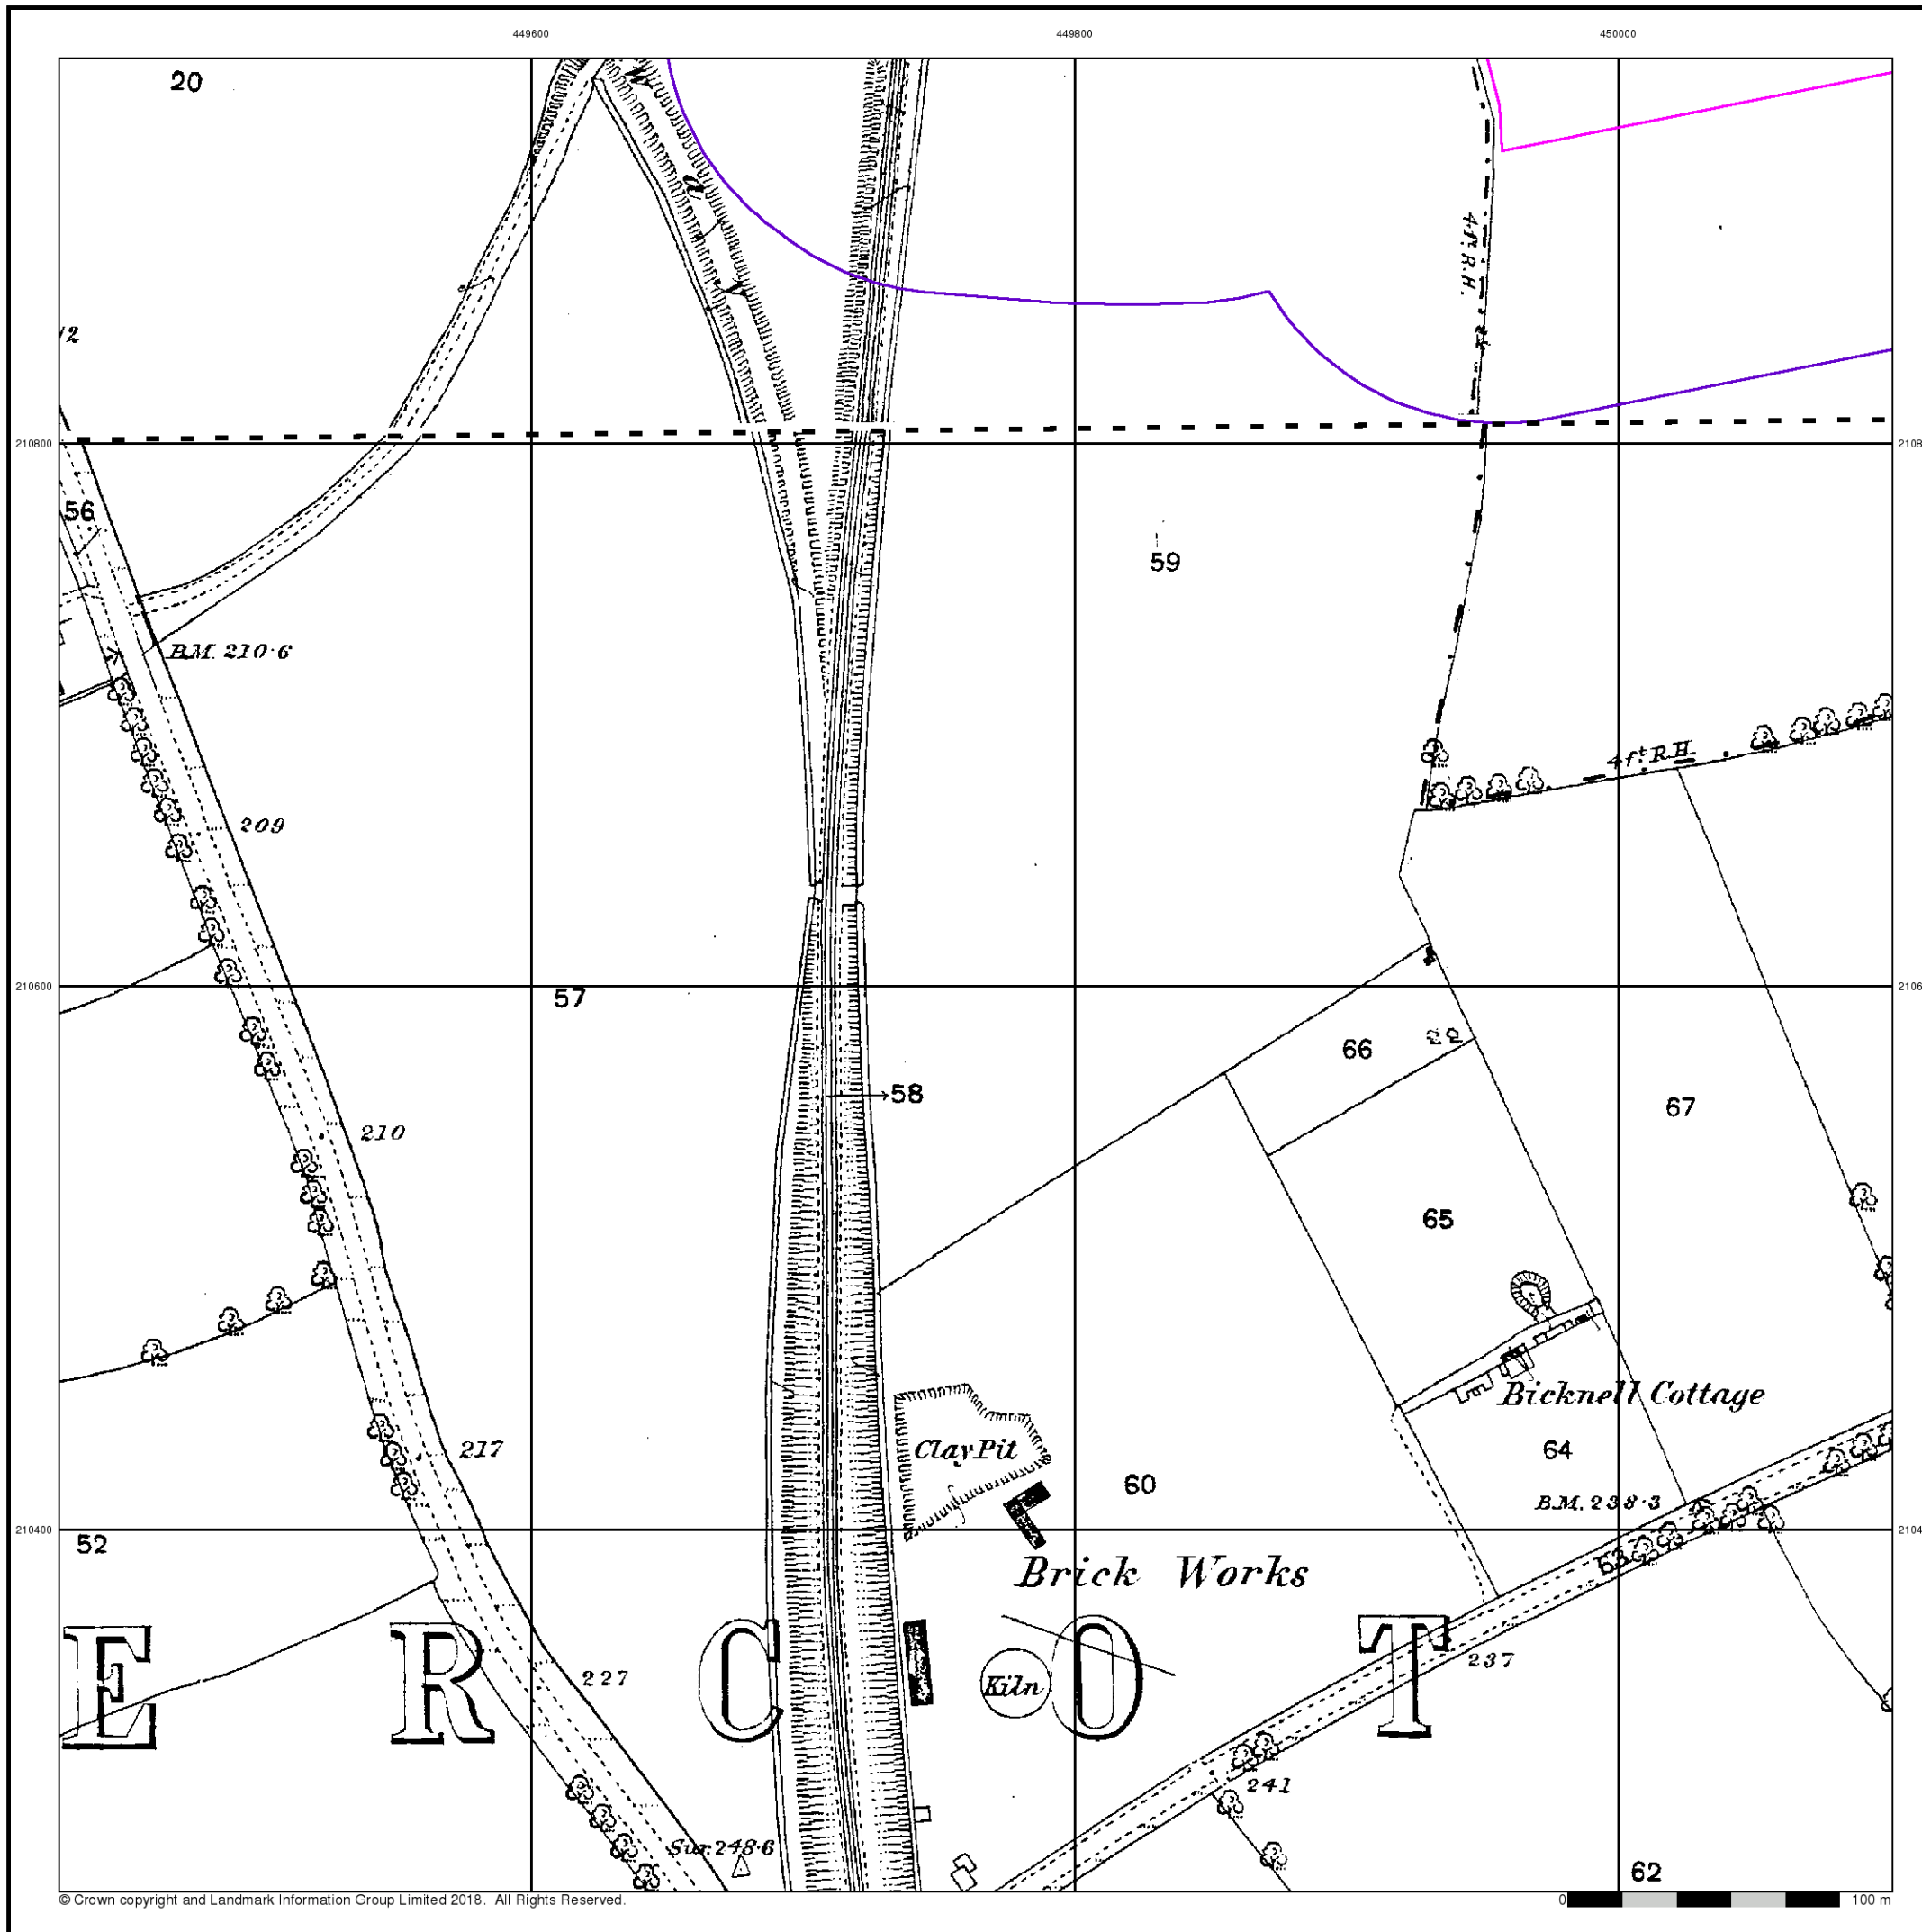 449600 449800 450000
20
4ft. R.H.
/2
210800
56
59
B.M. 210·6
4ft. R.H.
209
210600
57
66
58
67
210
65
Bicknell Cottage
217
Clay Pit
60
64
B.M. 238·3
210400
52
63
Brick Works
E R C O T
237
227
Kiln
241
Sur. 248·6
62
© Crown copyright and Landmark Information Group Limited 2018. All Rights Reserved.
0 100 m